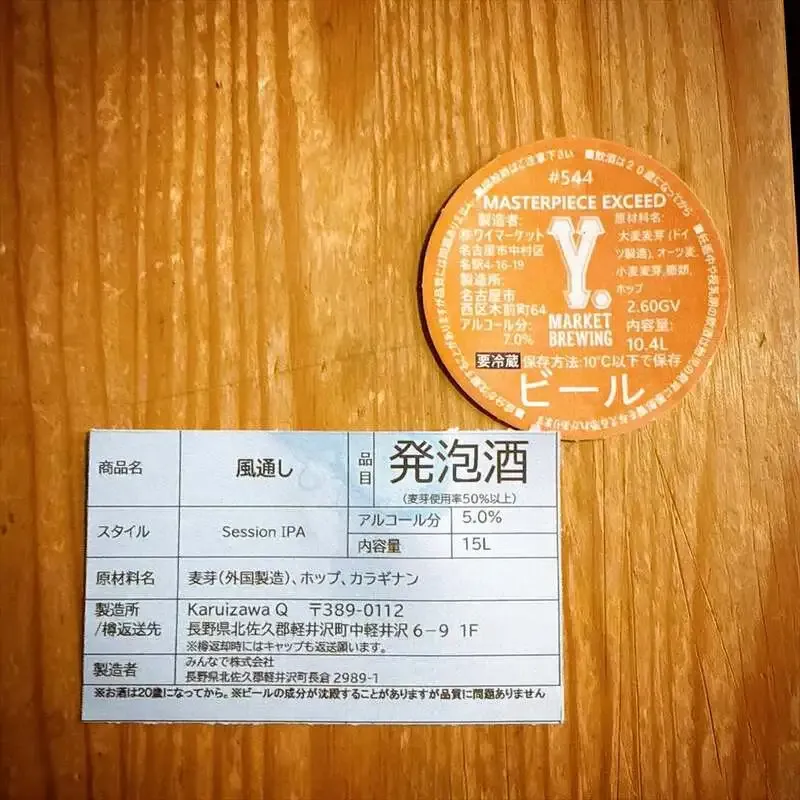 #544
MASTERPIECE EXCEED
製造者:
㈱ワイマーケット
名古屋市中村区
名駅4-16-19
製造所:
名古屋市
西区木前町64
アルコール分:
7.0%
Y.
MARKET
BREWING
原材料名:
大麦麦芽(ドイ
ツ製造)、オーツ麦、
小麦麦芽、糖類、
ホップ
2.60GV
内容量:
10.4L
要冷蔵 保存方法:10℃以下で保存
ビール
■飲酒は20歳になってから
商品名 風通し 品目 発泡酒
(麦芽使用率50%以上)
スタイル Session IPA アルコール分 5.0%
内容量 15L
原材料名 麦芽(外国製造)、ホップ、カラギナン
製造所 Karuizawa Q 〒389-0112
/樽返送先 長野県北佐久郡軽井沢町中軽井沢 6-9 1F
※樽返却時にはキャップも返送願います。
製造者 みんなで株式会社
長野県北佐久郡軽井沢町長倉 2989-1
※お酒は20歳になってから。※ビールの成分が沈殿することがありますが品質に問題ありません